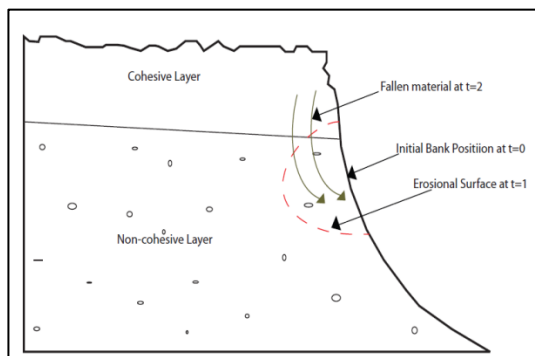 Cohesive Layer
Fallen material at t=2
Initial Bank Positiion at t=0
Erosional Surface at t=1
Non-cohesive Layer